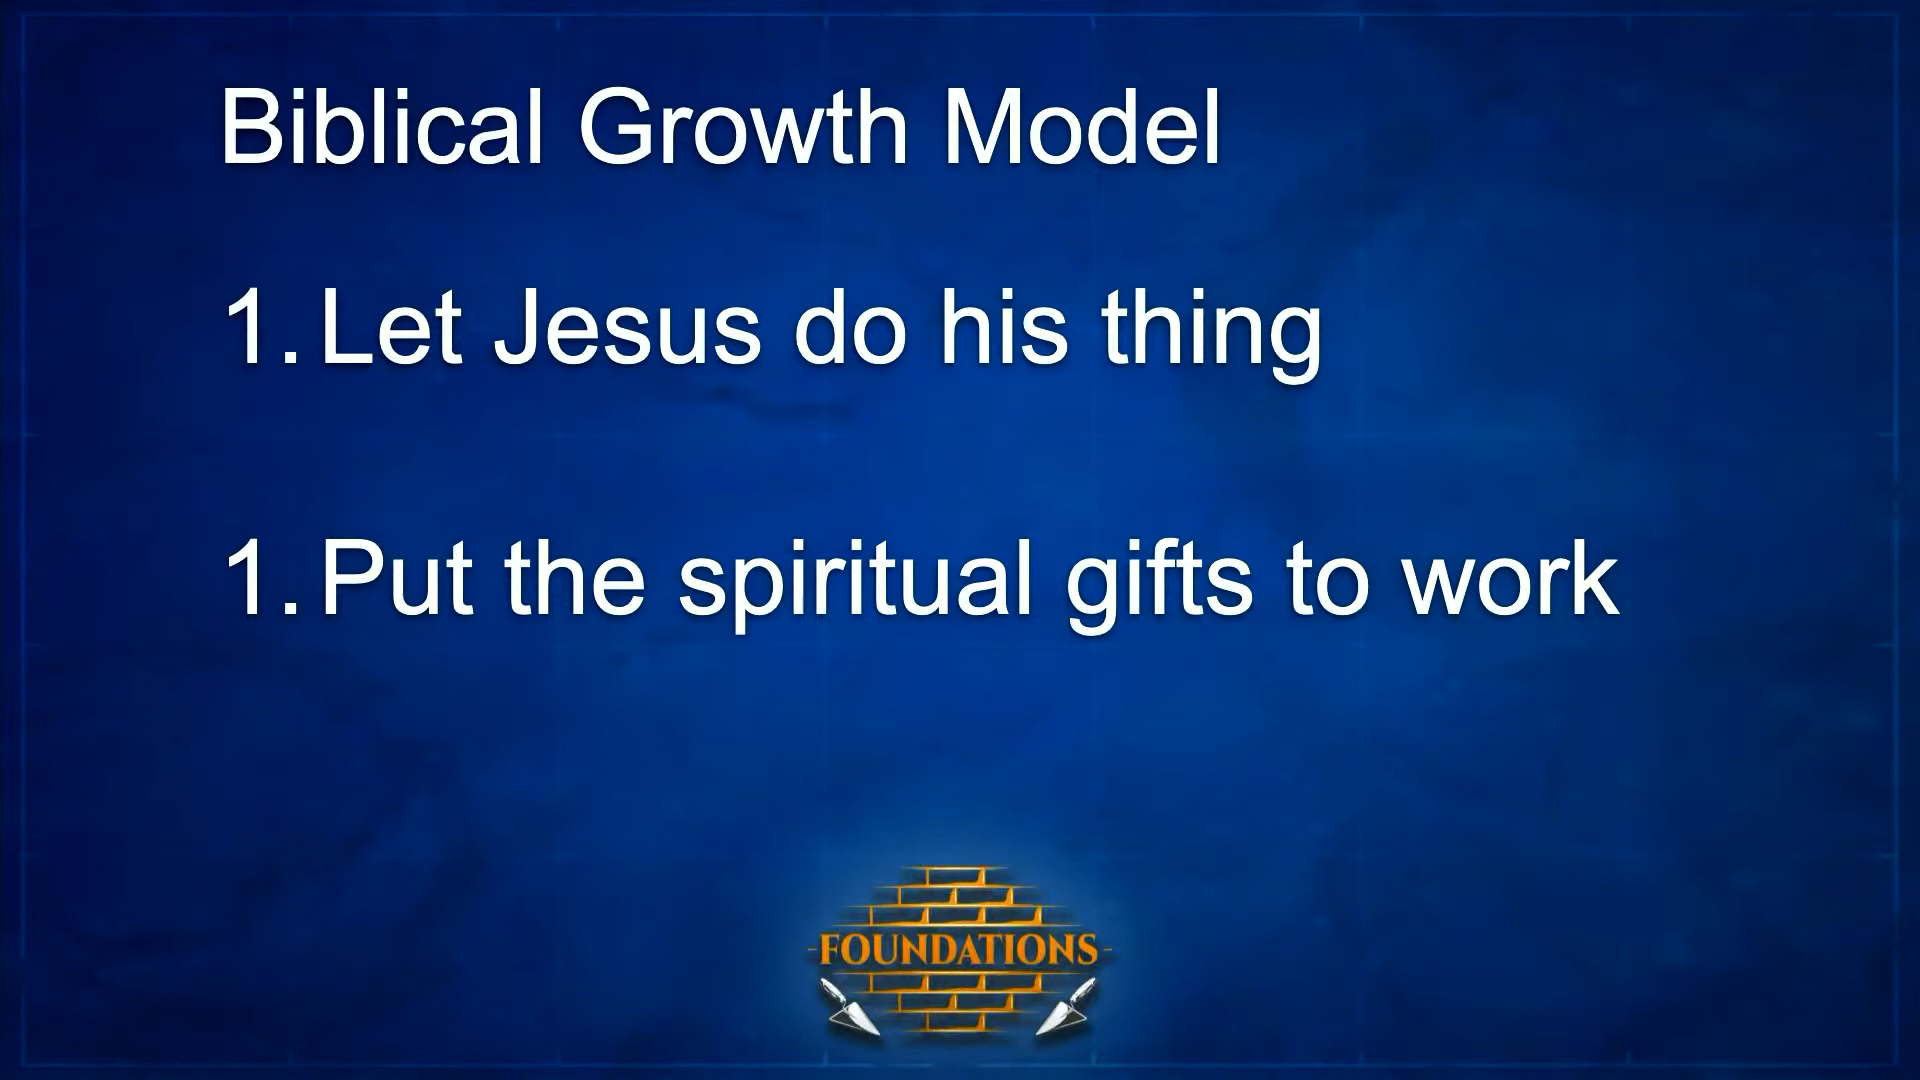 Biblical Growth Model
1. Let Jesus do his thing
1. Put the spiritual gifts to work
-FOUNDATIONS-